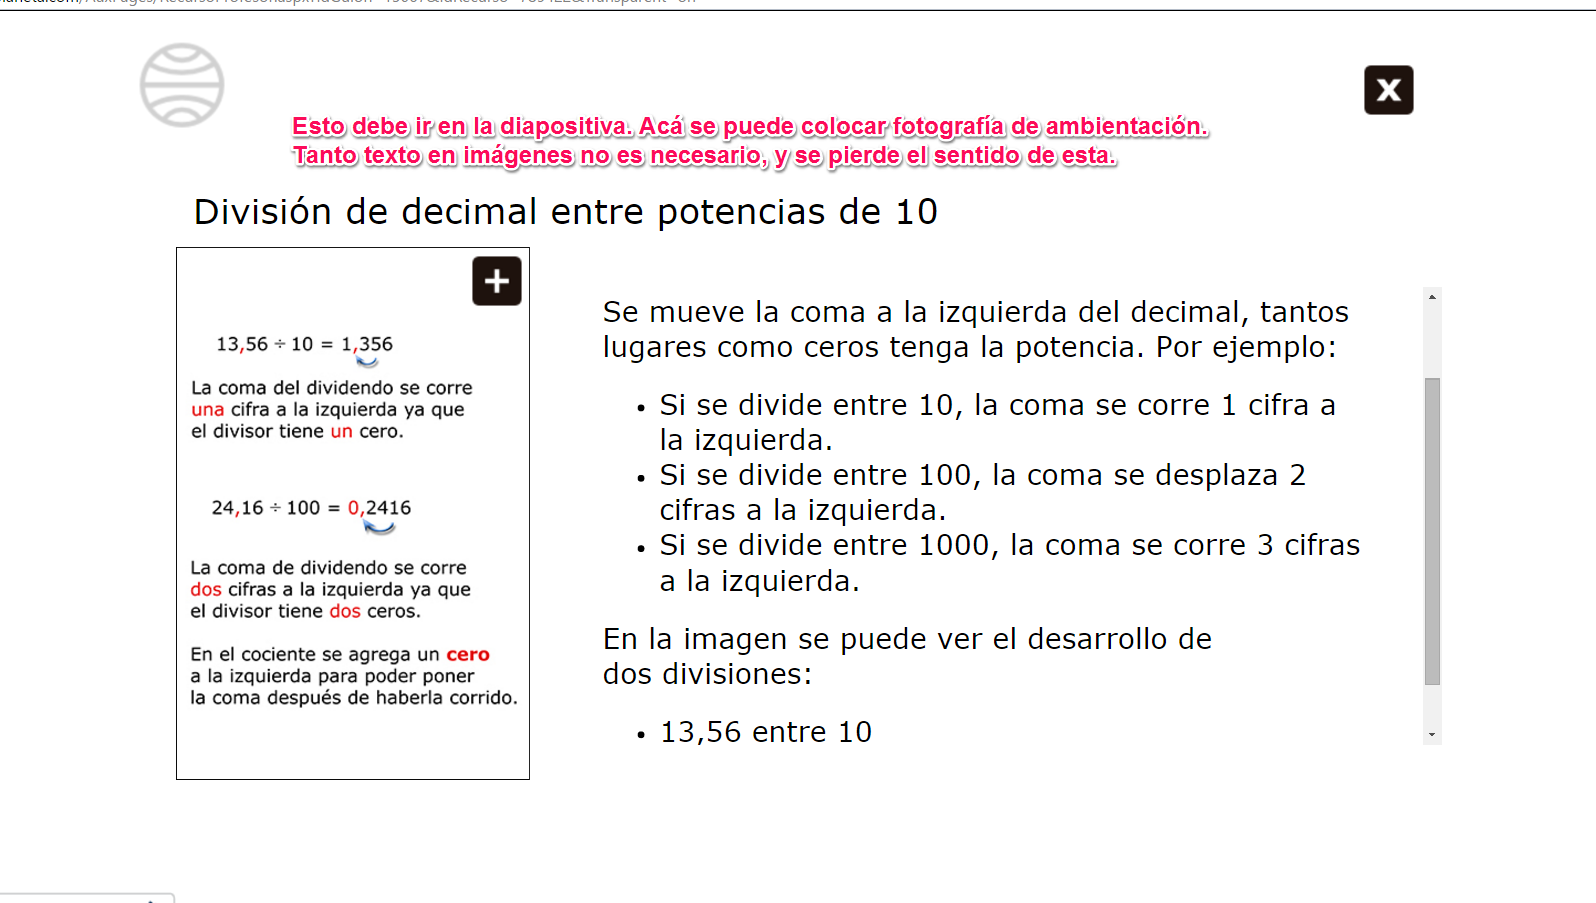 Esto debe ir en la diapositiva. Acá se puede colocar fotografía de ambientación.
Tanto texto en imágenes no es necesario, y se pierde el sentido de esta.
División de decimal entre potencias de 10
13,56 ÷ 10 = 1,356
La coma del dividendo se corre
una cifra a la izquierda ya que
el divisor tiene un cero.
24,16 ÷ 100 = 0,2416
La coma de dividendo se corre
dos cifras a la izquierda ya que
el divisor tiene dos ceros.
En el cociente se agrega un cero
a la izquierda para poder poner
la coma después de haberla corrido.
Se mueve la coma a la izquierda del decimal, tantos
lugares como ceros tenga la potencia. Por ejemplo:
• Si se divide entre 10, la coma se corre 1 cifra a
la izquierda.
• Si se divide entre 100, la coma se desplaza 2
cifras a la izquierda.
• Si se divide entre 1000, la coma se corre 3 cifras
a la izquierda.
En la imagen se puede ver el desarrollo de
dos divisiones:
• 13,56 entre 10